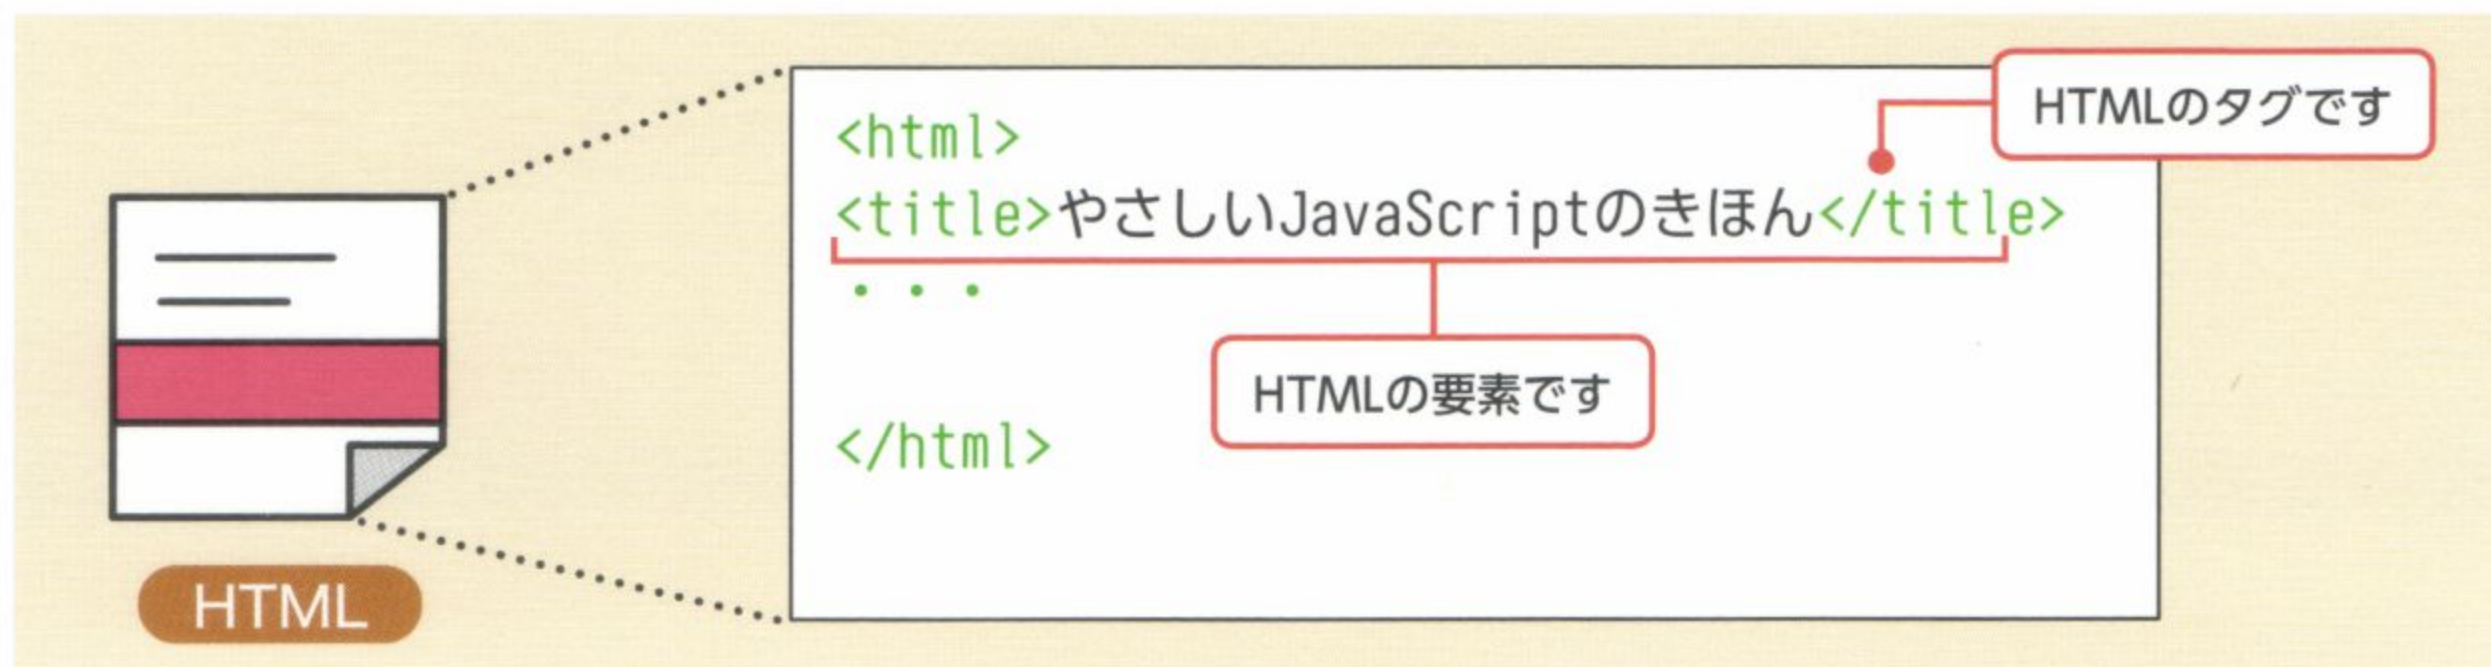 HTMLのタグです
<html>
<title>やさしいJavaScriptのきほん</title>
・・・
HTMLの要素です
</html>
HTML